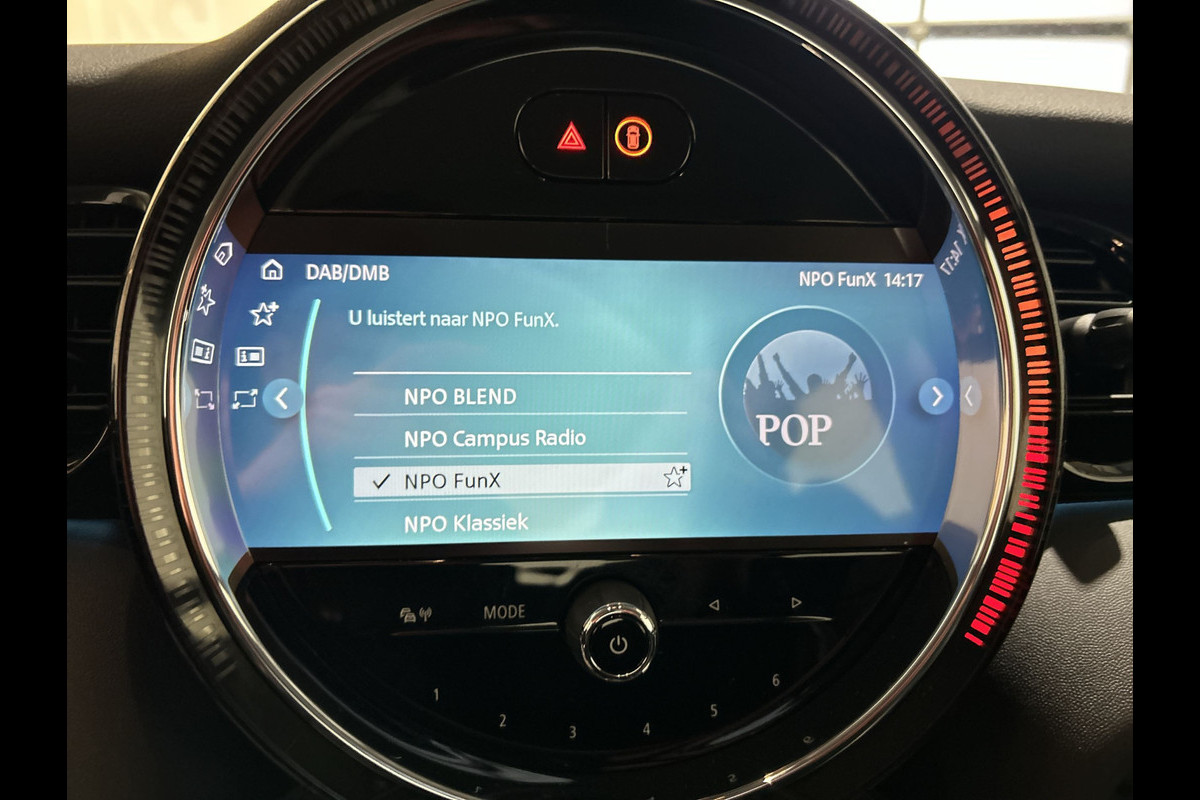 DAB/DMB
NPO FunX 14:17
U luistert naar NPO FunX.
NPO BLEND
NPO Campus Radio
✓ NPO FunX
NPO Klassiek
POP
MODE
1
2
3
4
5
6